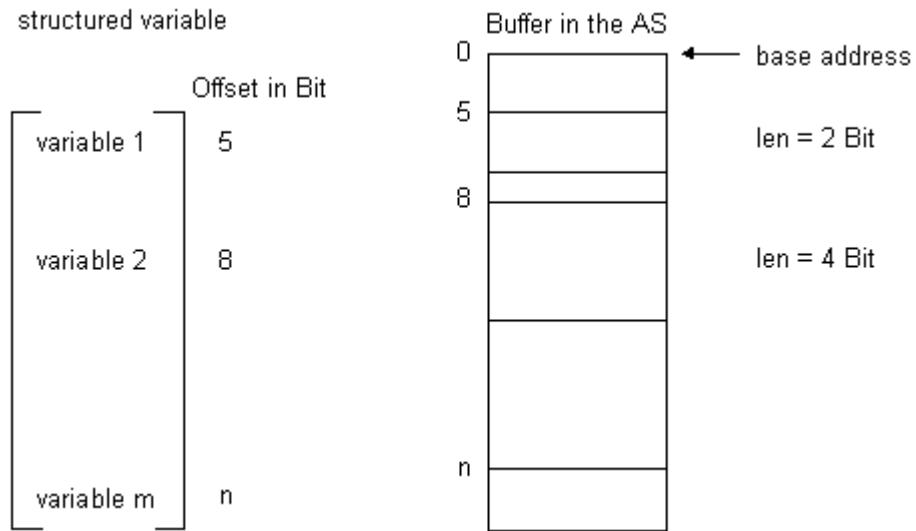 structured variable
Buffer in the AS
0
base address
Offset in Bit
5
variable 1
5
len = 2 Bit
8
variable 2
8
len = 4 Bit
n
variable m
n